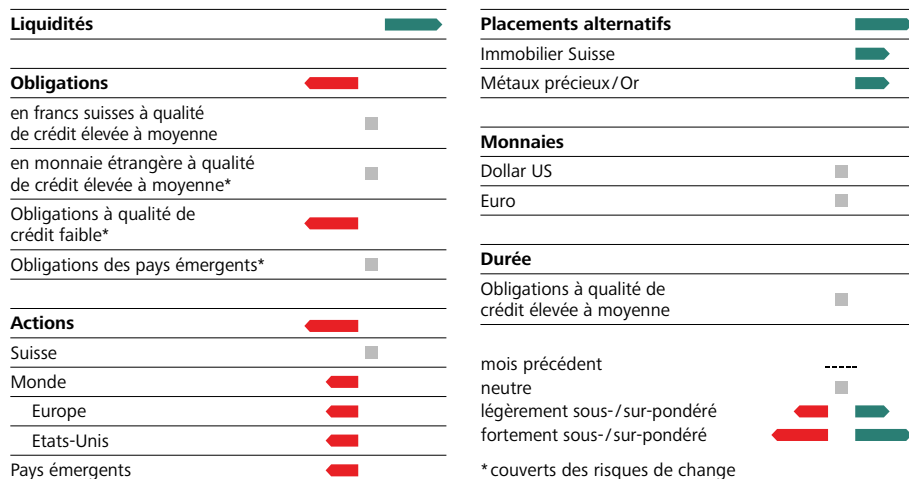 Liquidités
Obligations
en francs suisses à qualité
de crédit élevée à moyenne
en monnaie étrangère à qualité
de crédit élevée à moyenne*
Obligations à qualité de
crédit faible*
Obligations des pays émergents*
Actions
Suisse
Monde
Europe
Etats-Unis
Pays émergents
Placements alternatifs
Immobilier Suisse
Métaux précieux/Or
Monnaies
Dollar US
Euro
Durée
Obligations à qualité de
crédit élevée à moyenne
mois précédent
neutre
légèrement sous-/sur-pondéré
fortement sous-/sur-pondéré
*couverts des risques de change